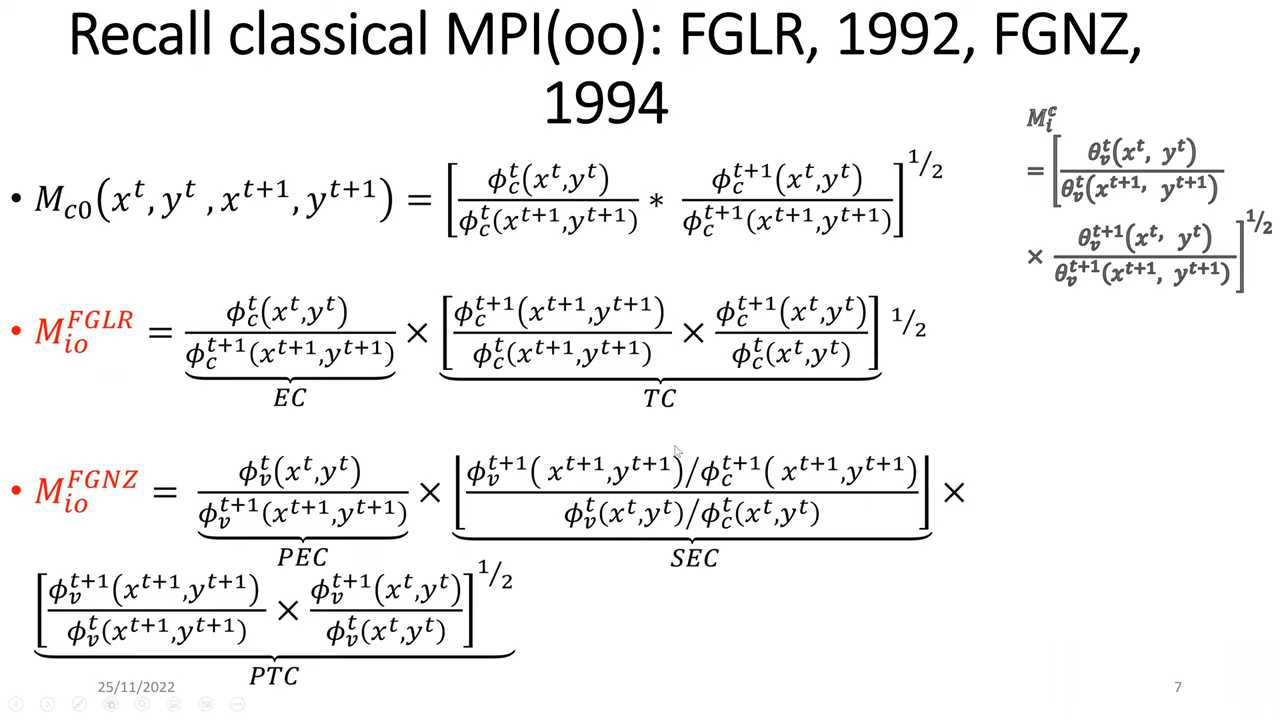 Recall classical MPI(oo): FGLR, 1992, FGNZ,
1994
• M_{c0}(x^t, y^t , x^{t+1}, y^{t+1}) = [ϕ_c^t(x^t,y^t) / ϕ_c^t(x^{t+1},y^{t+1}) * ϕ_c^{t+1}(x^t,y^t) / ϕ_c^{t+1}(x^{t+1},y^{t+1})]^{1/2}
M_i^c
= [θ_v^t(x^t, y^t) / θ_v^t(x^{t+1}, y^{t+1})
× θ_v^{t+1}(x^t, y^t) / θ_v^{t+1}(x^{t+1}, y^{t+1})]^{1/2}
• M_{io}^{FGLR} = ϕ_c^t(x^t,y^t) / ϕ_c^{t+1}(x^{t+1},y^{t+1}) × [ϕ_c^{t+1}(x^{t+1},y^{t+1}) / ϕ_c^t(x^{t+1},y^{t+1}) × ϕ_c^{t+1}(x^t,y^t) / ϕ_c^t(x^t,y^t)] 1/2
EC TC
• M_{io}^{FGNZ} = ϕ_v^t(x^t,y^t) / ϕ_v^{t+1}(x^{t+1},y^{t+1}) × [ϕ_v^{t+1}( x^{t+1},y^{t+1})/ϕ_c^{t+1}( x^{t+1},y^{t+1}) / ϕ_v^t(x^t,y^t)/ϕ_c^t(x^t,y^t)] ×
PEC SEC
[ϕ_v^{t+1}(x^{t+1},y^{t+1}) / ϕ_v^t(x^{t+1},y^{t+1}) × ϕ_v^{t+1}(x^t,y^t) / ϕ_v^t(x^t,y^t)]^{1/2}
PTC
25/11/2022
7